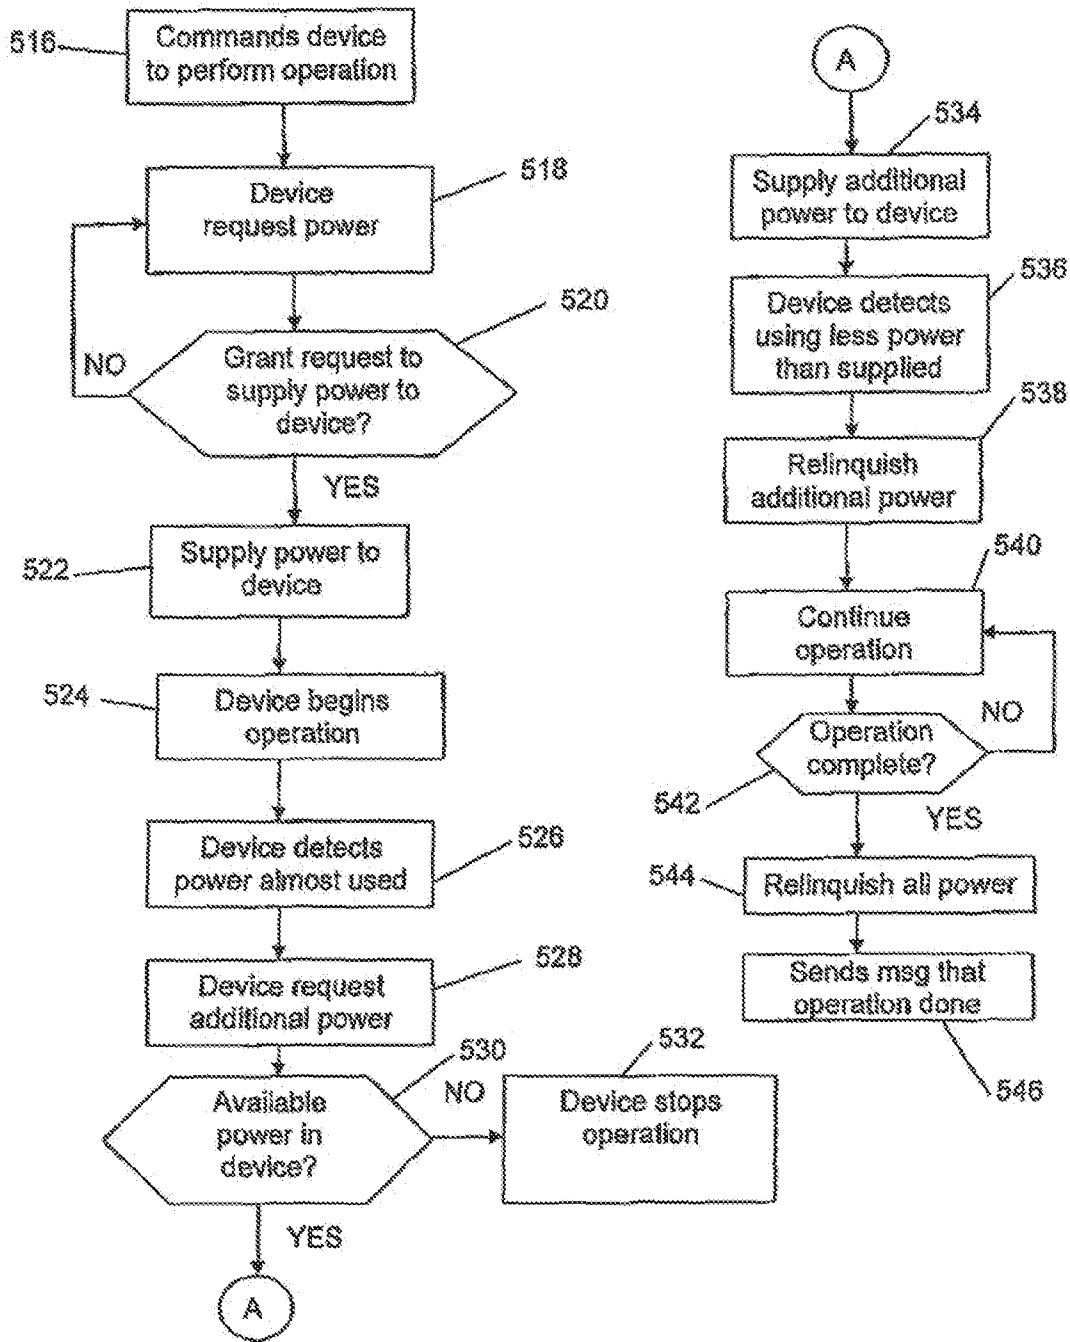 516
Commands device
to perform operation
Device
request power
518
Grant request to
supply power to
device?
520
NO
YES
Supply power to
device
522
Device begins
operation
524
Device detects
power almost used
526
Device request
additional power
528
Available
power in
device?
530
NO
Device stops
operation
532
YES
A
A
Supply additional
power to device
534
Device detects
using less power
than supplied
536
Relinquish
additional power
538
Continue
operation
540
Operation
complete?
542
NO
YES
Relinquish all power
544
Sends msg that
operation done
546